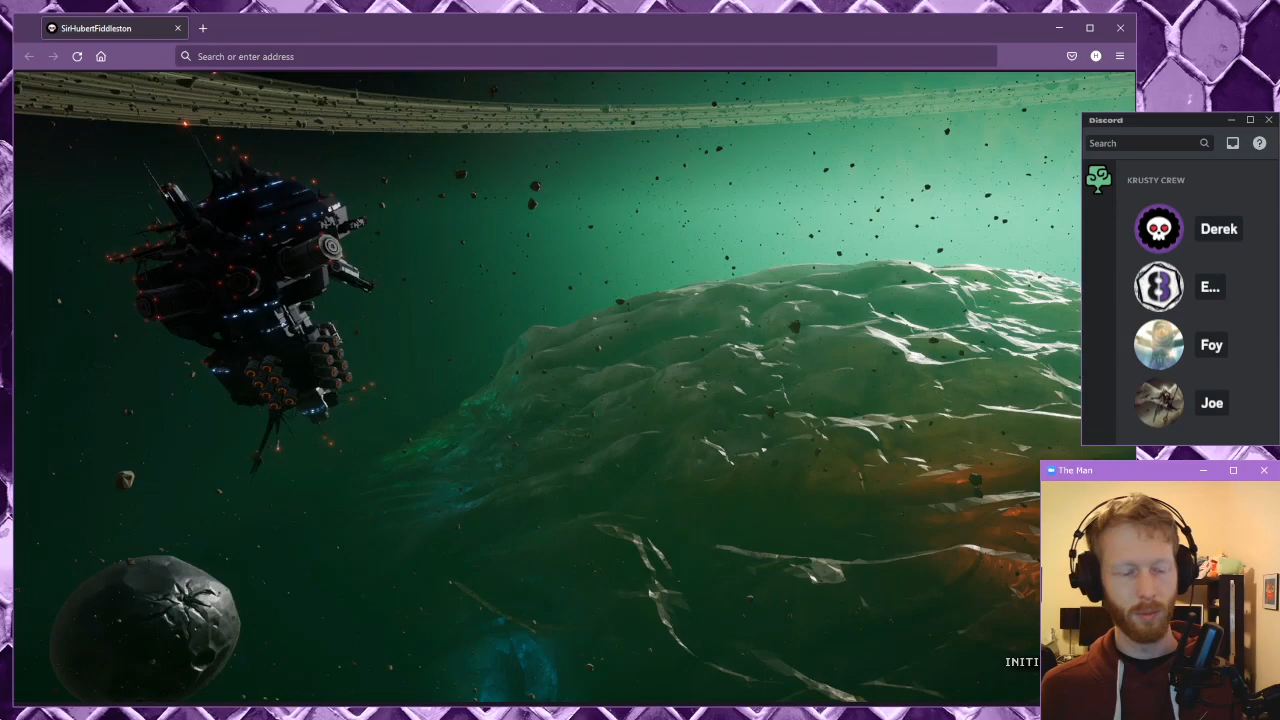 SirHubertFiddleston
Search or enter address
H
Discord
Search
KRUSTY CREW
Derek
E...
Foy
Joe
The Man
INITI